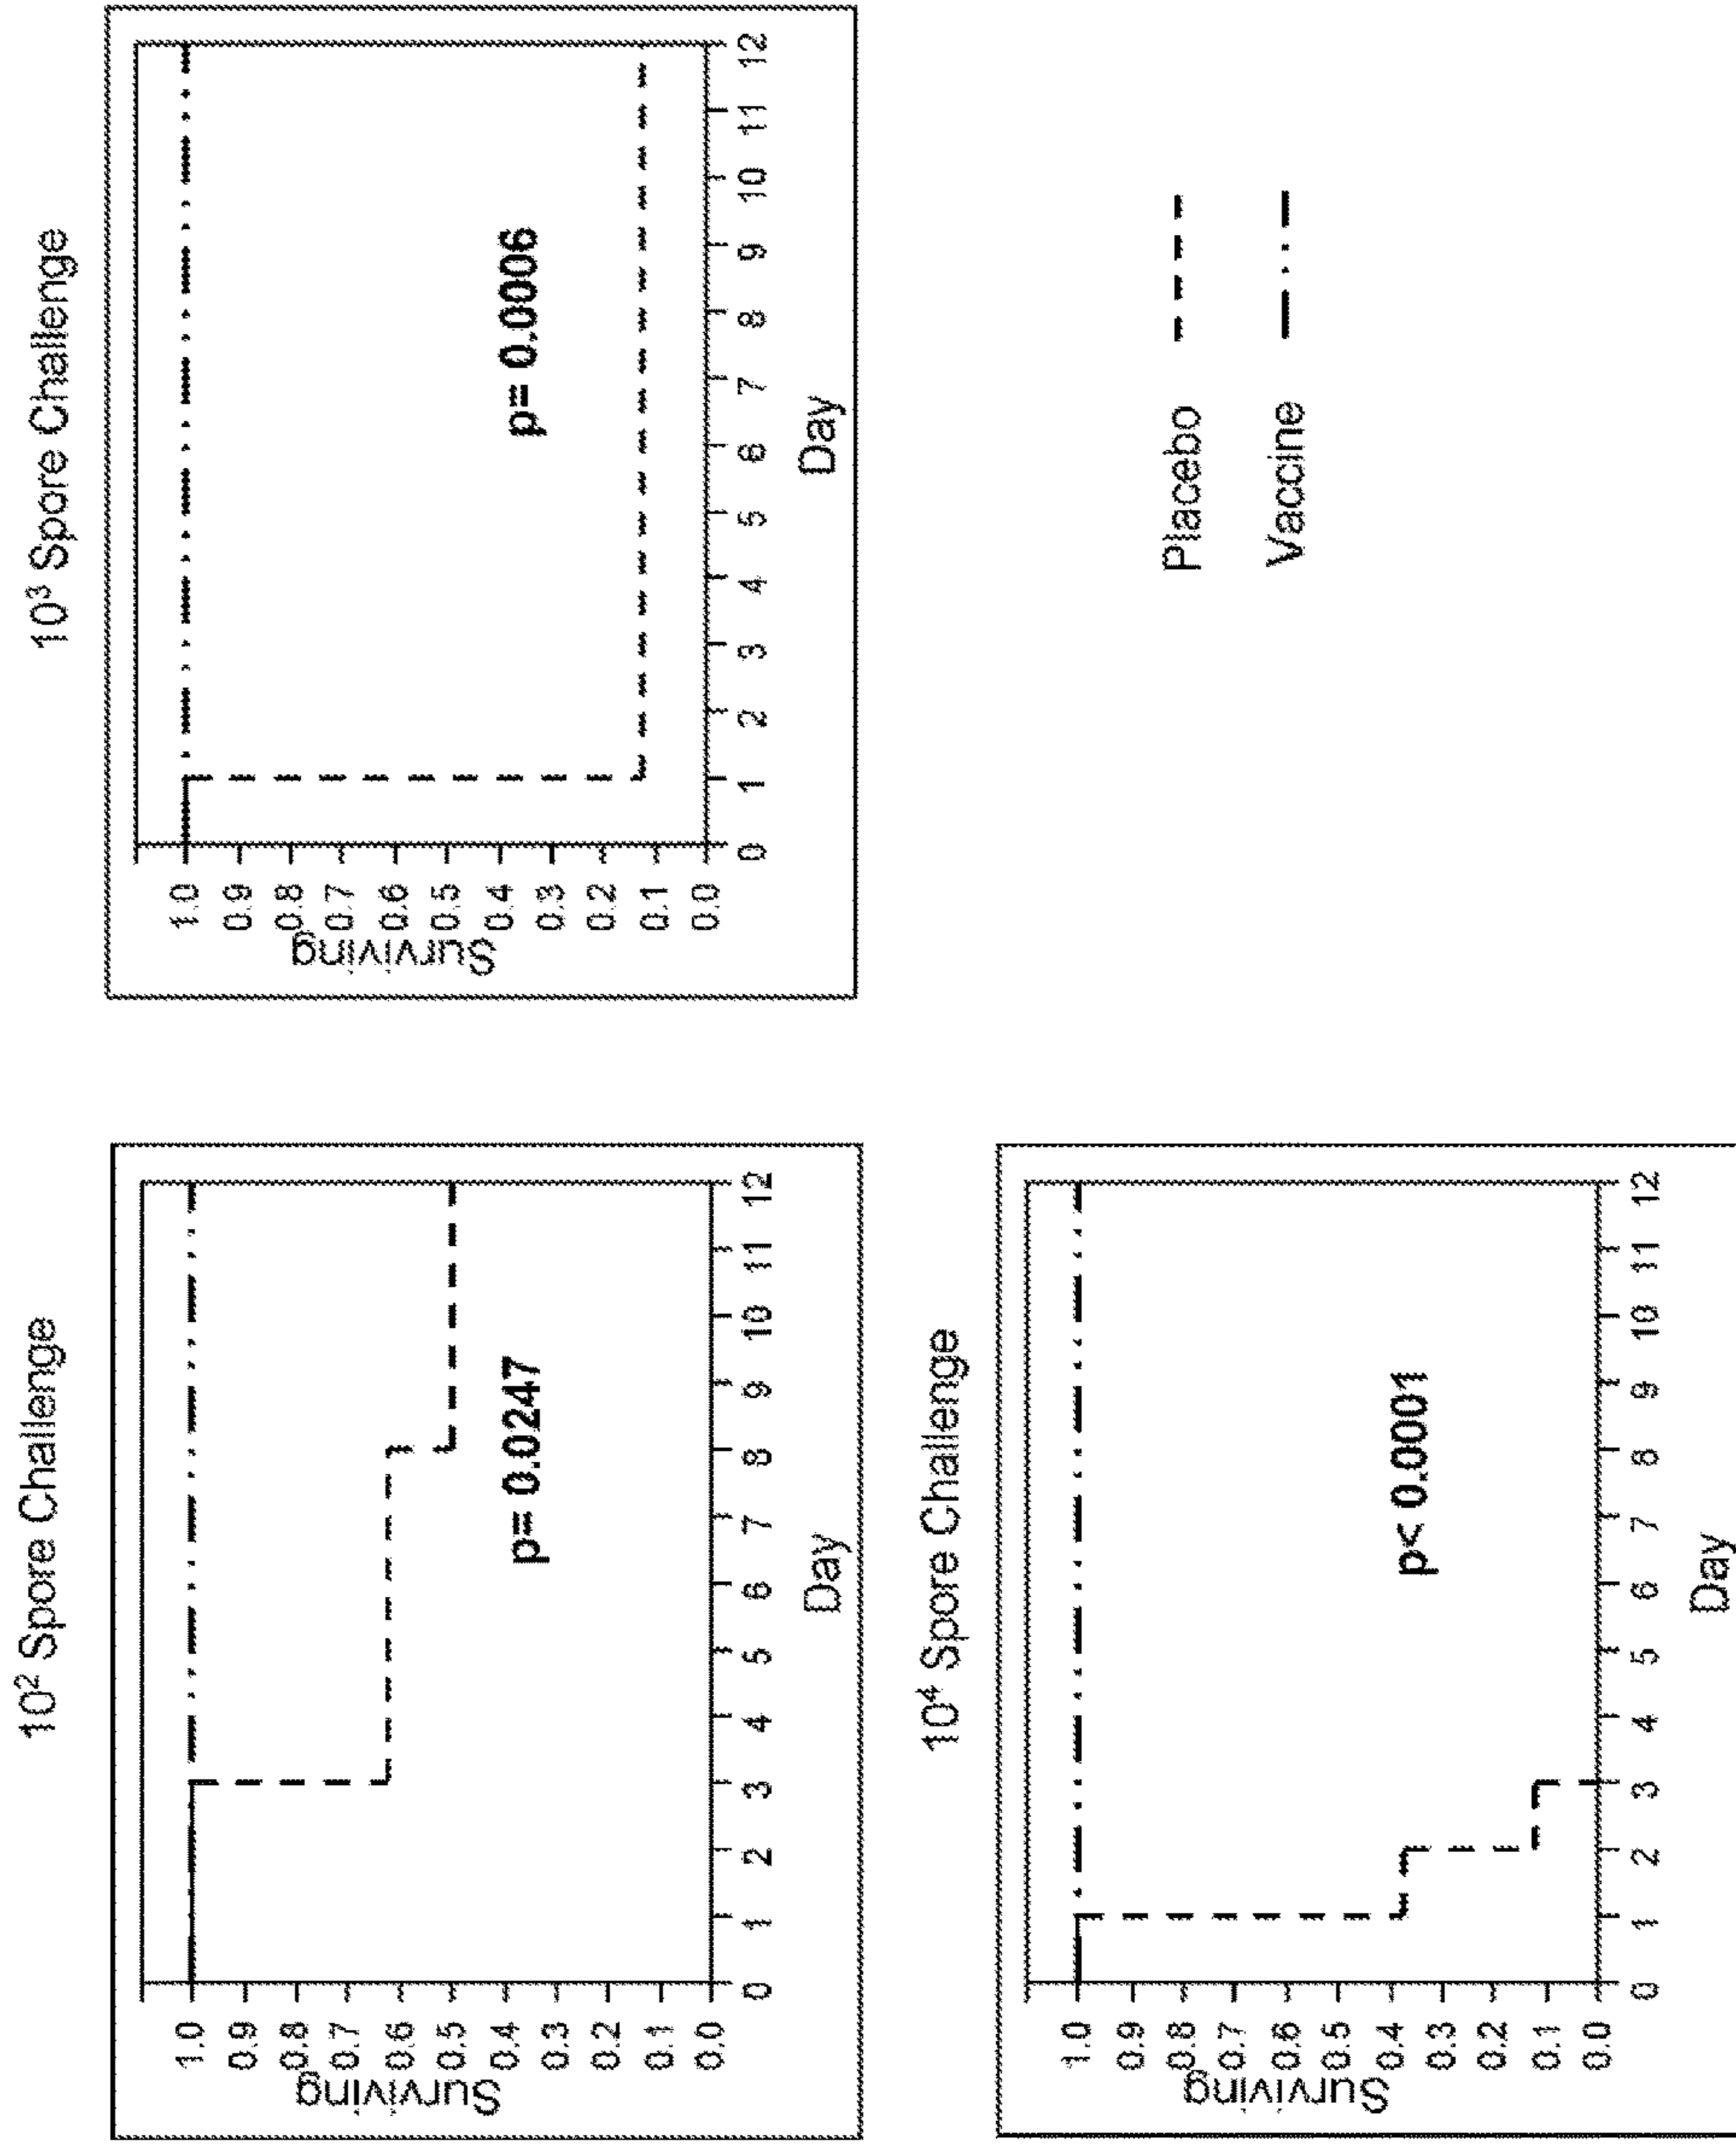 10² Spore Challenge
Surviving
1.0
0.9
0.8
0.7
0.6
0.5
0.4
0.3
0.2
0.1
0.0
p= 0.0247
0 1 2 3 4 5 6 7 8 9 10 11 12
Day
10³ Spore Challenge
Surviving
1.0
0.9
0.8
0.7
0.6
0.5
0.4
0.3
0.2
0.1
0.0
p= 0.0006
0 1 2 3 4 5 6 7 8 9 10 11 12
Day
10⁴ Spore Challenge
Surviving
1.0
0.9
0.8
0.7
0.6
0.5
0.4
0.3
0.2
0.1
0.0
p< 0.0001
0 1 2 3 4 5 6 7 8 9 10 11 12
Day
Placebo
Vaccine